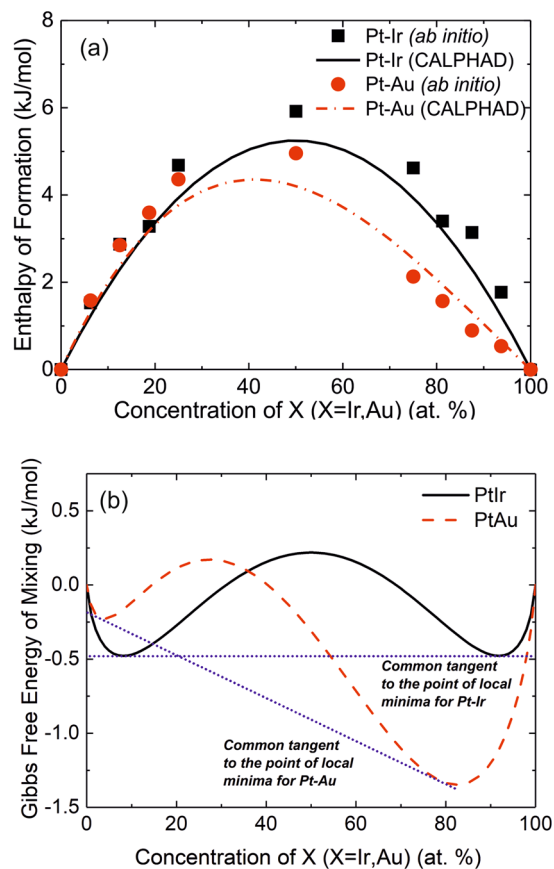 (a)
Pt-Ir (ab initio)
Pt-Ir (CALPHAD)
Pt-Au (ab initio)
Pt-Au (CALPHAD)
Enthalpy of Formation (kJ/mol)
8
6
4
2
0
0 20 40 60 80 100
Concentration of X (X=Ir,Au) (at. %)
(b)
PtIr
PtAu
Gibbs Free Energy of Mixing (kJ/mol)
0.5
0.0
-0.5
-1.0
-1.5
Common tangent
to the point of local
minima for Pt-Ir
Common tangent
to the point of local
minima for Pt-Au
0 20 40 60 80 100
Concentration of X (X=Ir,Au) (at. %)